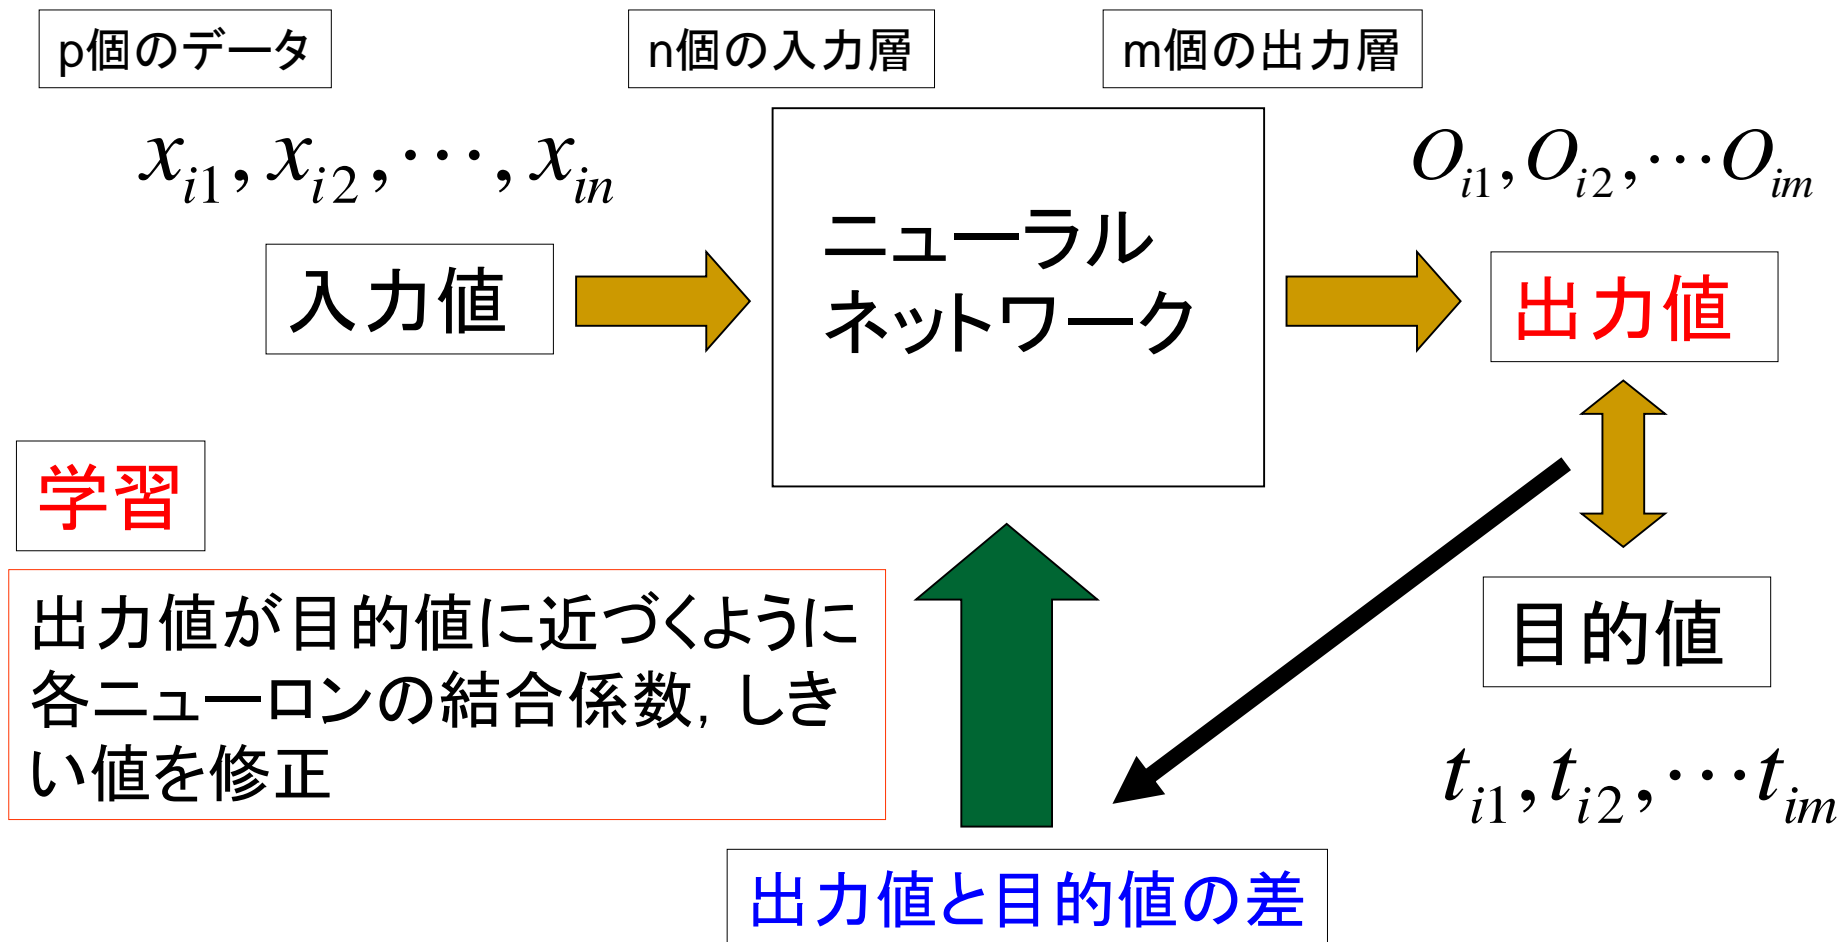 p個のデータ
n個の入力層
m個の出力層
x_{i1}, x_{i2}, ⋯, x_{in}
O_{i1}, O_{i2}, ⋯O_{im}
ニューラル
ネットワーク
入力値
出力値
学習
出力値が目的値に近づくように
各ニューロンの結合係数, しき
い値を修正
目的値
t_{i1}, t_{i2}, ⋯t_{im}
出力値と目的値の差